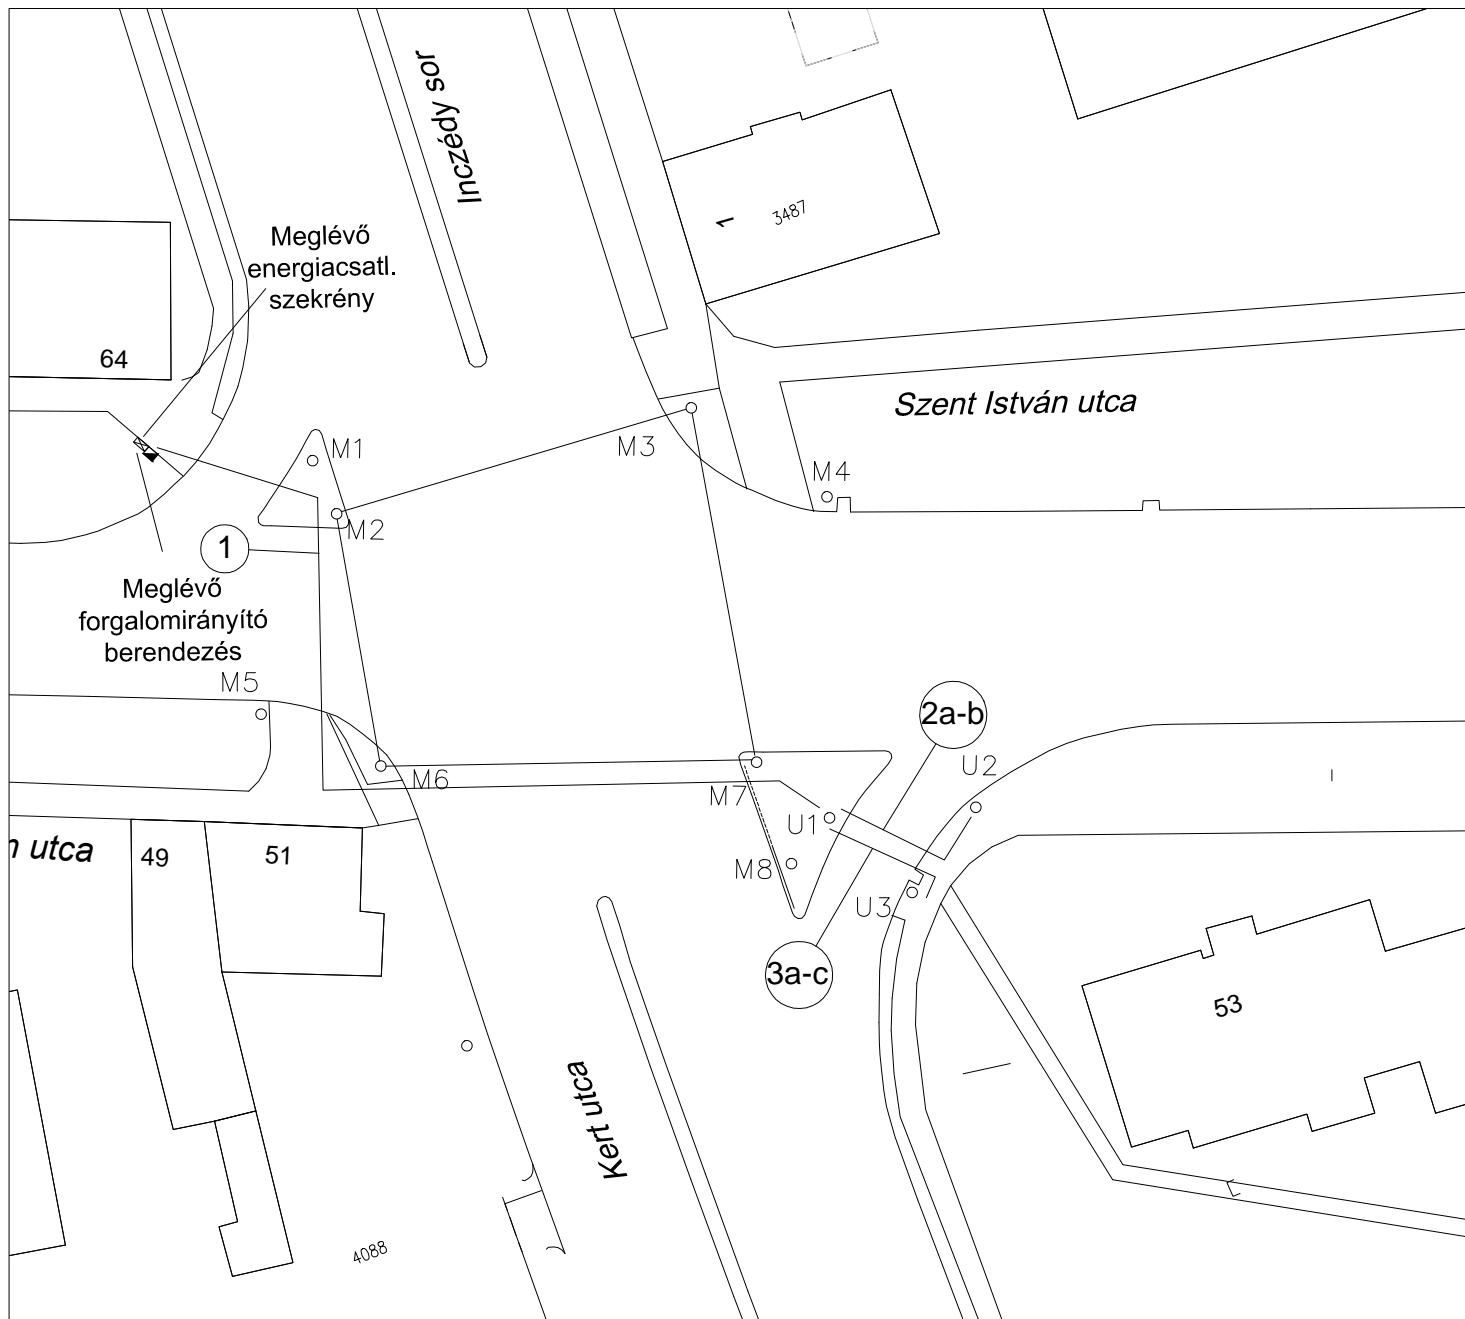 Inczédy sor
1
3487
Meglévő
energiacsatl.
szekrény
64
Szent István utca
M3
M1
M4
M2
1
Meglévő
forgalomirányító
berendezés
M5
2a-b
U2
M6
M7
U1
utca
49
51
M8
U3
3a-c
53
Kert utca
4088